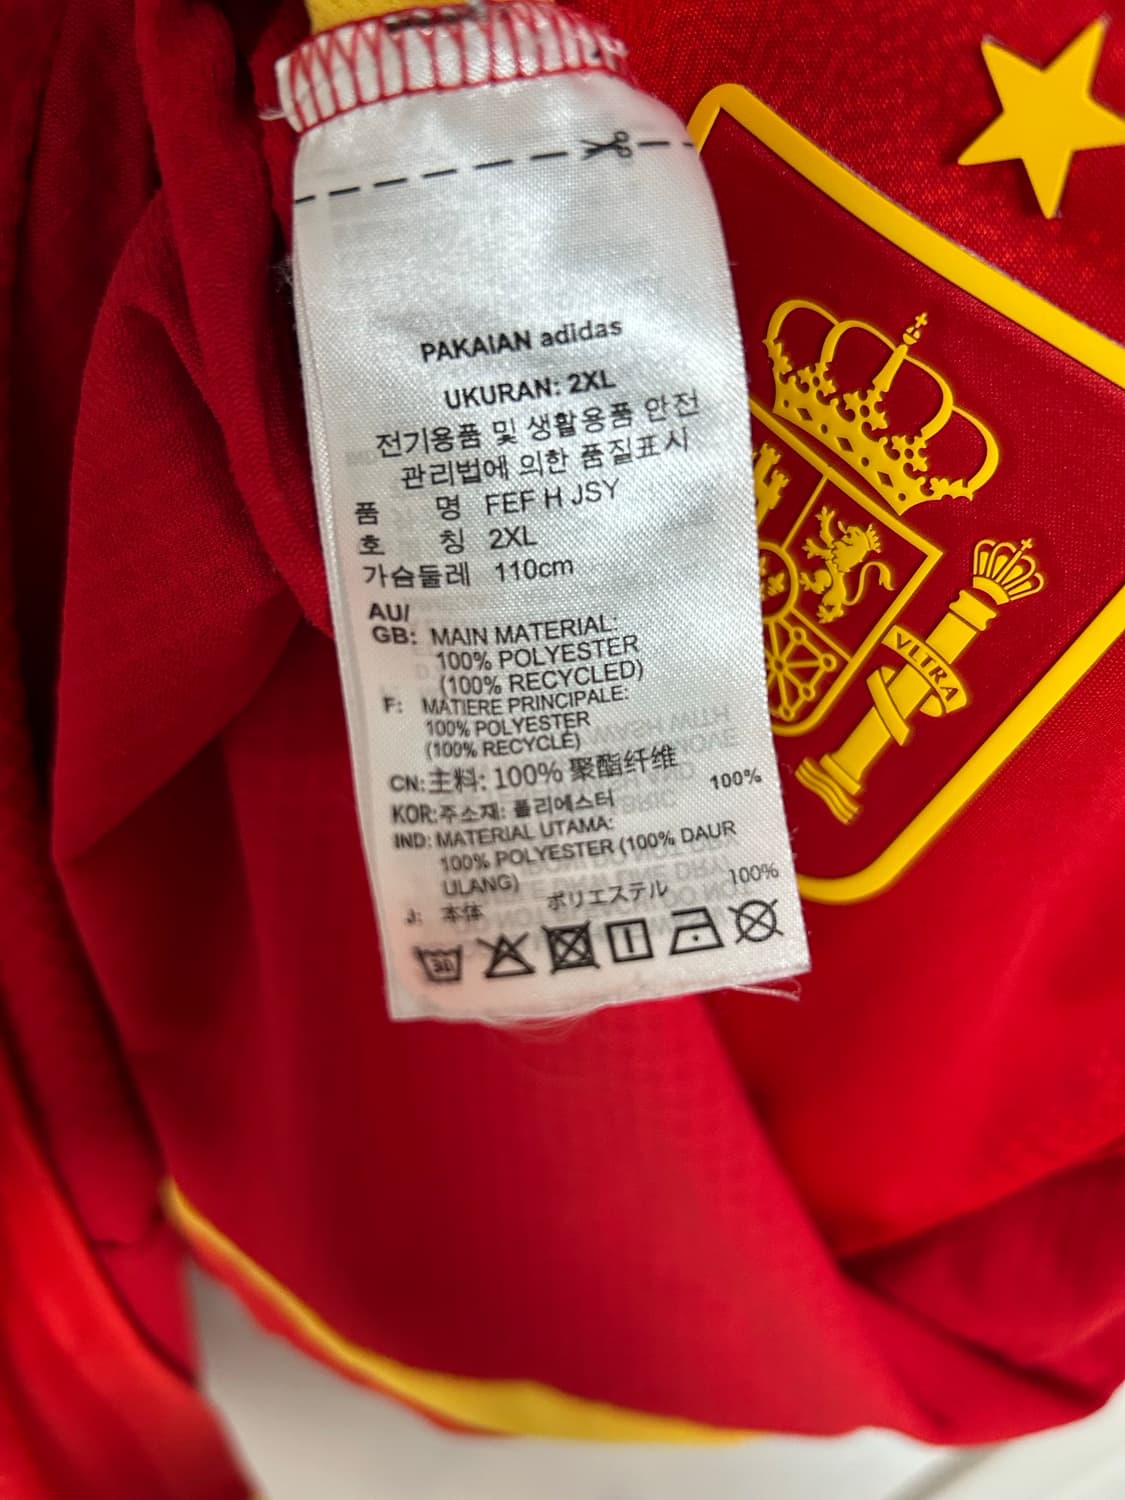 PAKAIAN adidas
UKURAN: 2XL
전기용품 및 생활용품 안전
관리법에 의한 품질표시
품 명 FEF H JSY
호 칭 2XL
가슴둘레 110cm
AU/
GB: MAIN MATERIAL:
100% POLYESTER
(100% RECYCLED)
F: MATIERE PRINCIPALE:
100% POLYESTER
(100% RECYCLÉ)
CN: 主料: 100% 聚酯纤维
KOR: 주소재: 폴리에스터 100%
IND: MATERIAL UTAMA:
100% POLYESTER (100% DAUR
ULANG)
J: 本体 ポリエステル 100%
30
VLTRA